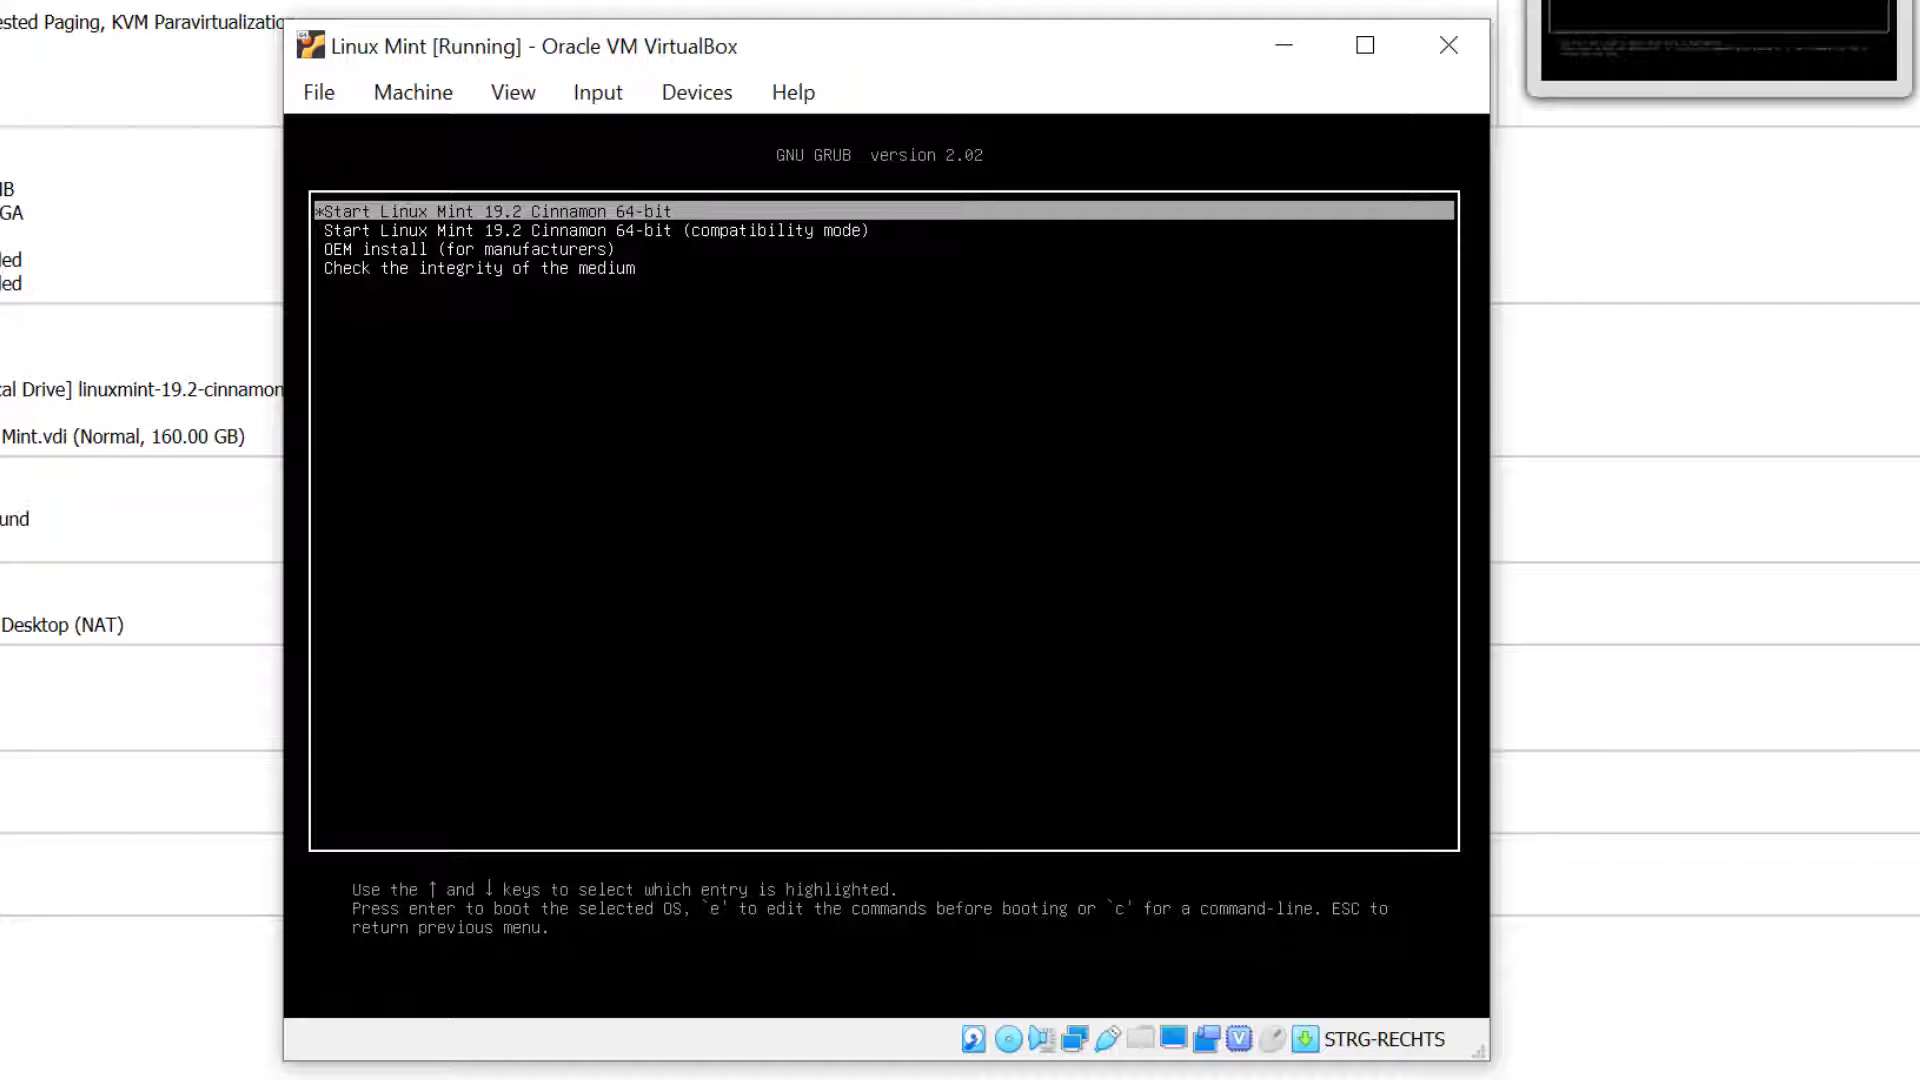 ested Paging, KVM Paravirtualizatio
Linux Mint [Running] - Oracle VM VirtualBox
File Machine View Input Devices Help
GNU GRUB version 2.02
*Start Linux Mint 19.2 Cinnamon 64-bit
Start Linux Mint 19.2 Cinnamon 64-bit (compatibility mode)
OEM install (for manufacturers)
Check the integrity of the medium
IB
GA
led
led
cal Drive] linuxmint-19.2-cinnamon
Mint.vdi (Normal, 160.00 GB)
und
Desktop (NAT)
Use the ↑ and ↓ keys to select which entry is highlighted.
Press enter to boot the selected OS, `e' to edit the commands before booting or `c' for a command-line. ESC to
return previous menu.
STRG-RECHTS